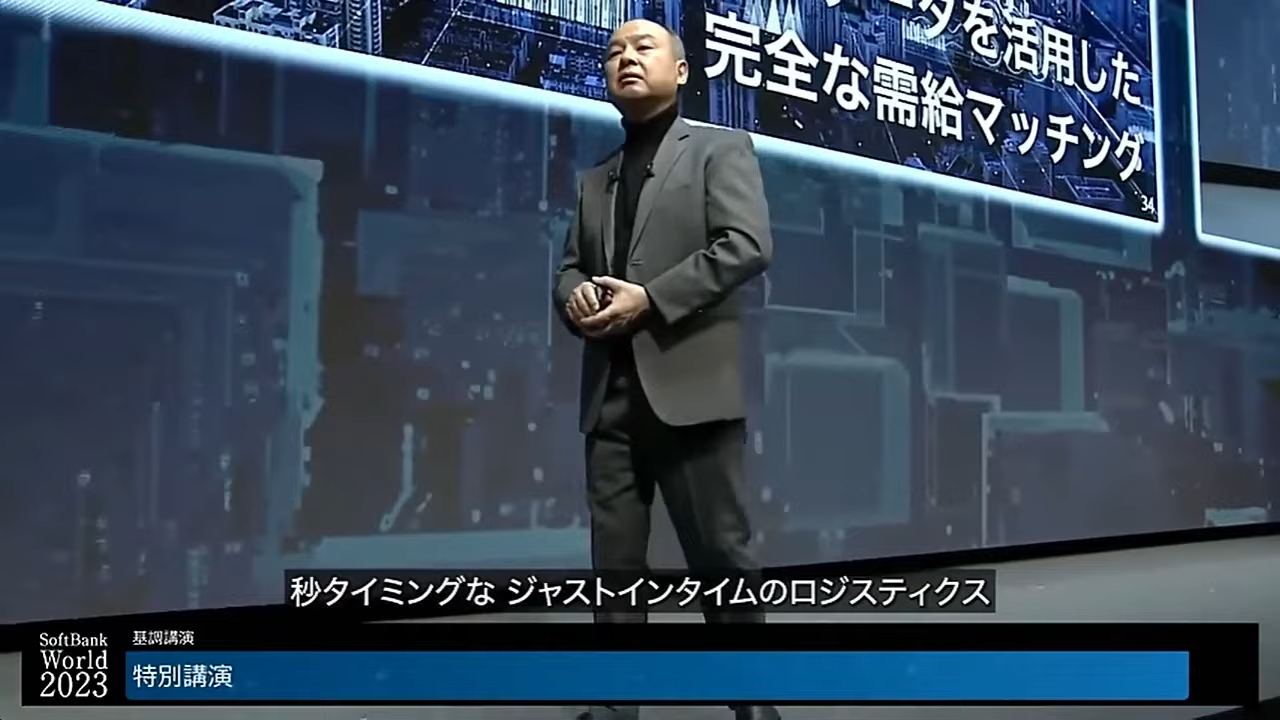 タを活用した
完全な需給マッチング
34
秒タイミングな ジャストインタイムのロジスティクス
SoftBank
World
2023
基調講演
特別講演